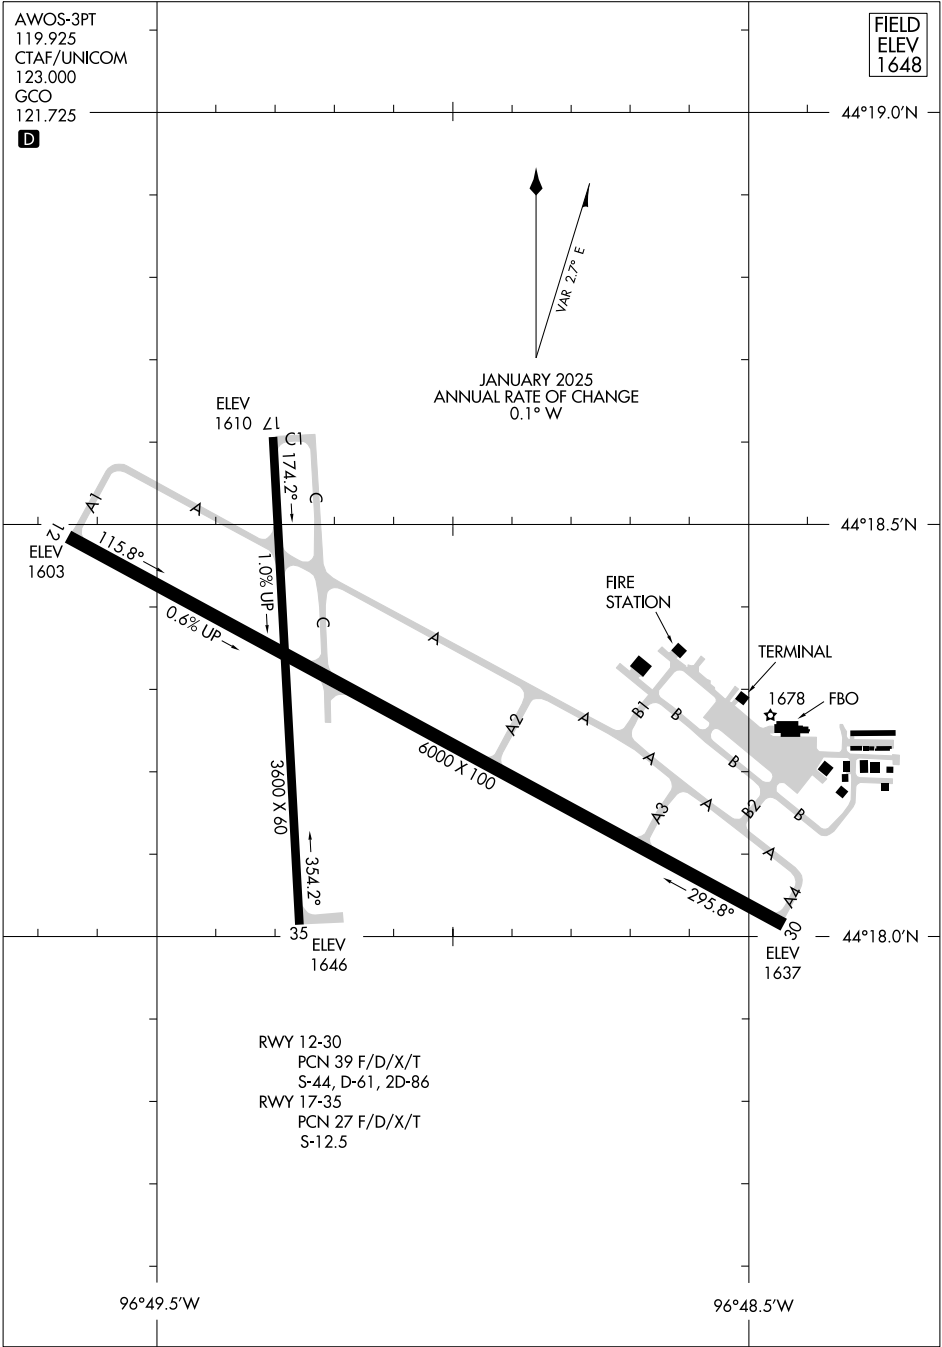 AWOS-3PT
119.925
CTAF/UNICOM
123.000
GCO
121.725
D
FIELD
ELEV
1648
44°19.0'N
VAR 2.7° E
JANUARY 2025
ANNUAL RATE OF CHANGE
0.1° W
ELEV
1610
17
C1
174.2°
C
A1
A
12
44°18.5'N
ELEV
1603
115.8°
1.0% UP
0.6% UP
C
A
FIRE
STATION
TERMINAL
1678
FBO
B1
B
A2
A
6000 X 100
A
B
3600 X 60
A3
A
B2
B
A
354.2°
295.8°
A4
30
35
44°18.0'N
ELEV
1646
ELEV
1637
RWY 12-30
PCN 39 F/D/X/T
S-44, D-61, 2D-86
RWY 17-35
PCN 27 F/D/X/T
S-12.5
96°49.5'W
96°48.5'W